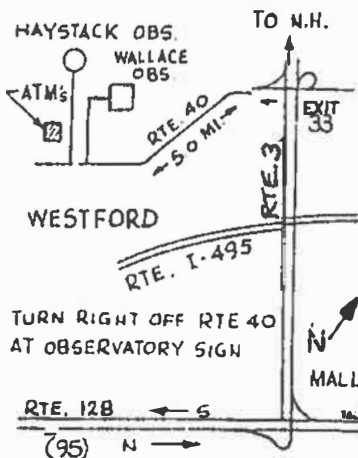 HAYSTACK OBS.
TO N.H.
WALLACE
OBS.
ATM's
RTE. 40
5.0 MI.
EXIT
33
RTE. 3
WESTFORD
RTE. I-495
TURN RIGHT OFF RTE 40
AT OBSERVATORY SIGN
N
MALL
RTE. 128
S
(95)
N